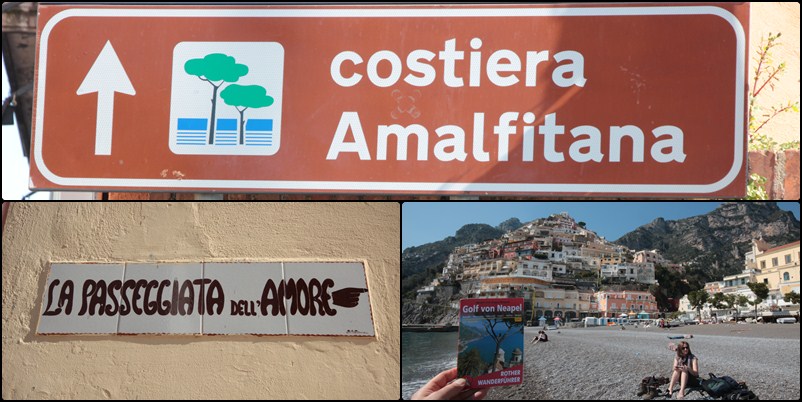 costiera
Amalfitana
LA PASSEGGIATA DELL'AMORE
Golf von Neapel
ROTHER
WANDERFÜHRER